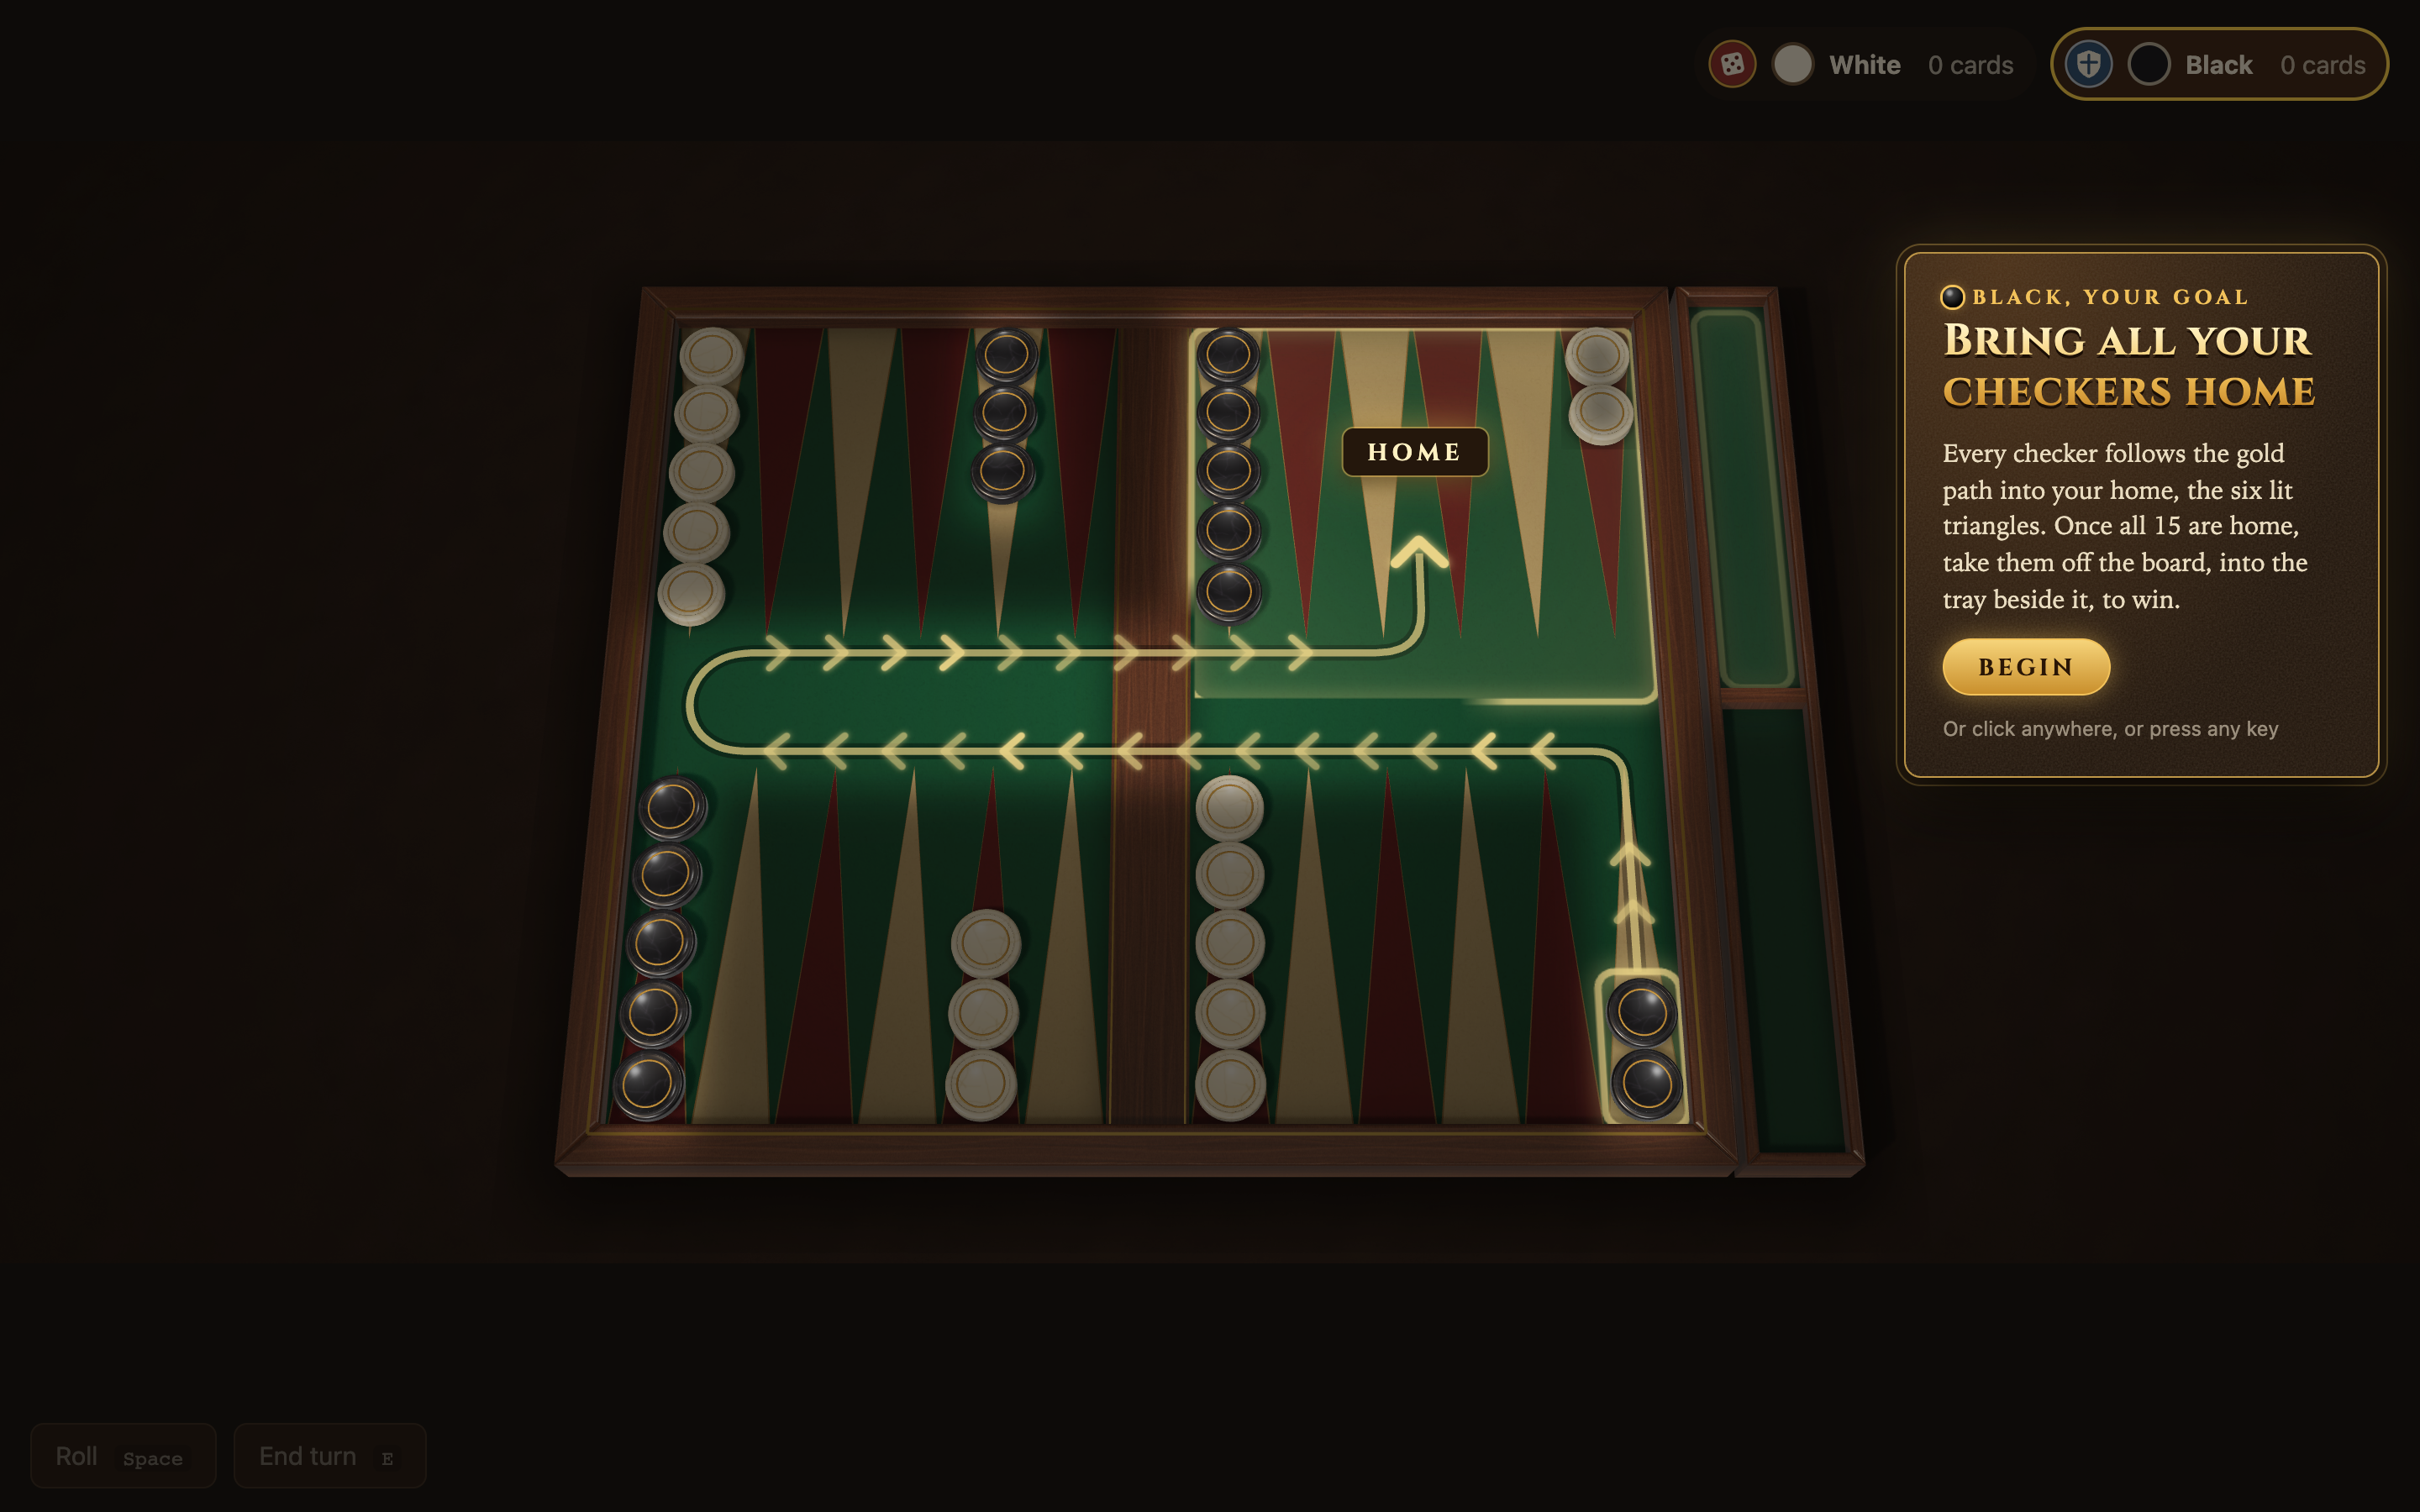 White 0 cards
Black 0 cards
BLACK, YOUR GOAL
BRING ALL YOUR
CHECKERS HOME
Every checker follows the gold
path into your home, the six lit
triangles. Once all 15 are home,
take them off the board, into the
tray beside it, to win.
BEGIN
Or click anywhere, or press any key
HOME
Roll Space
End turn E